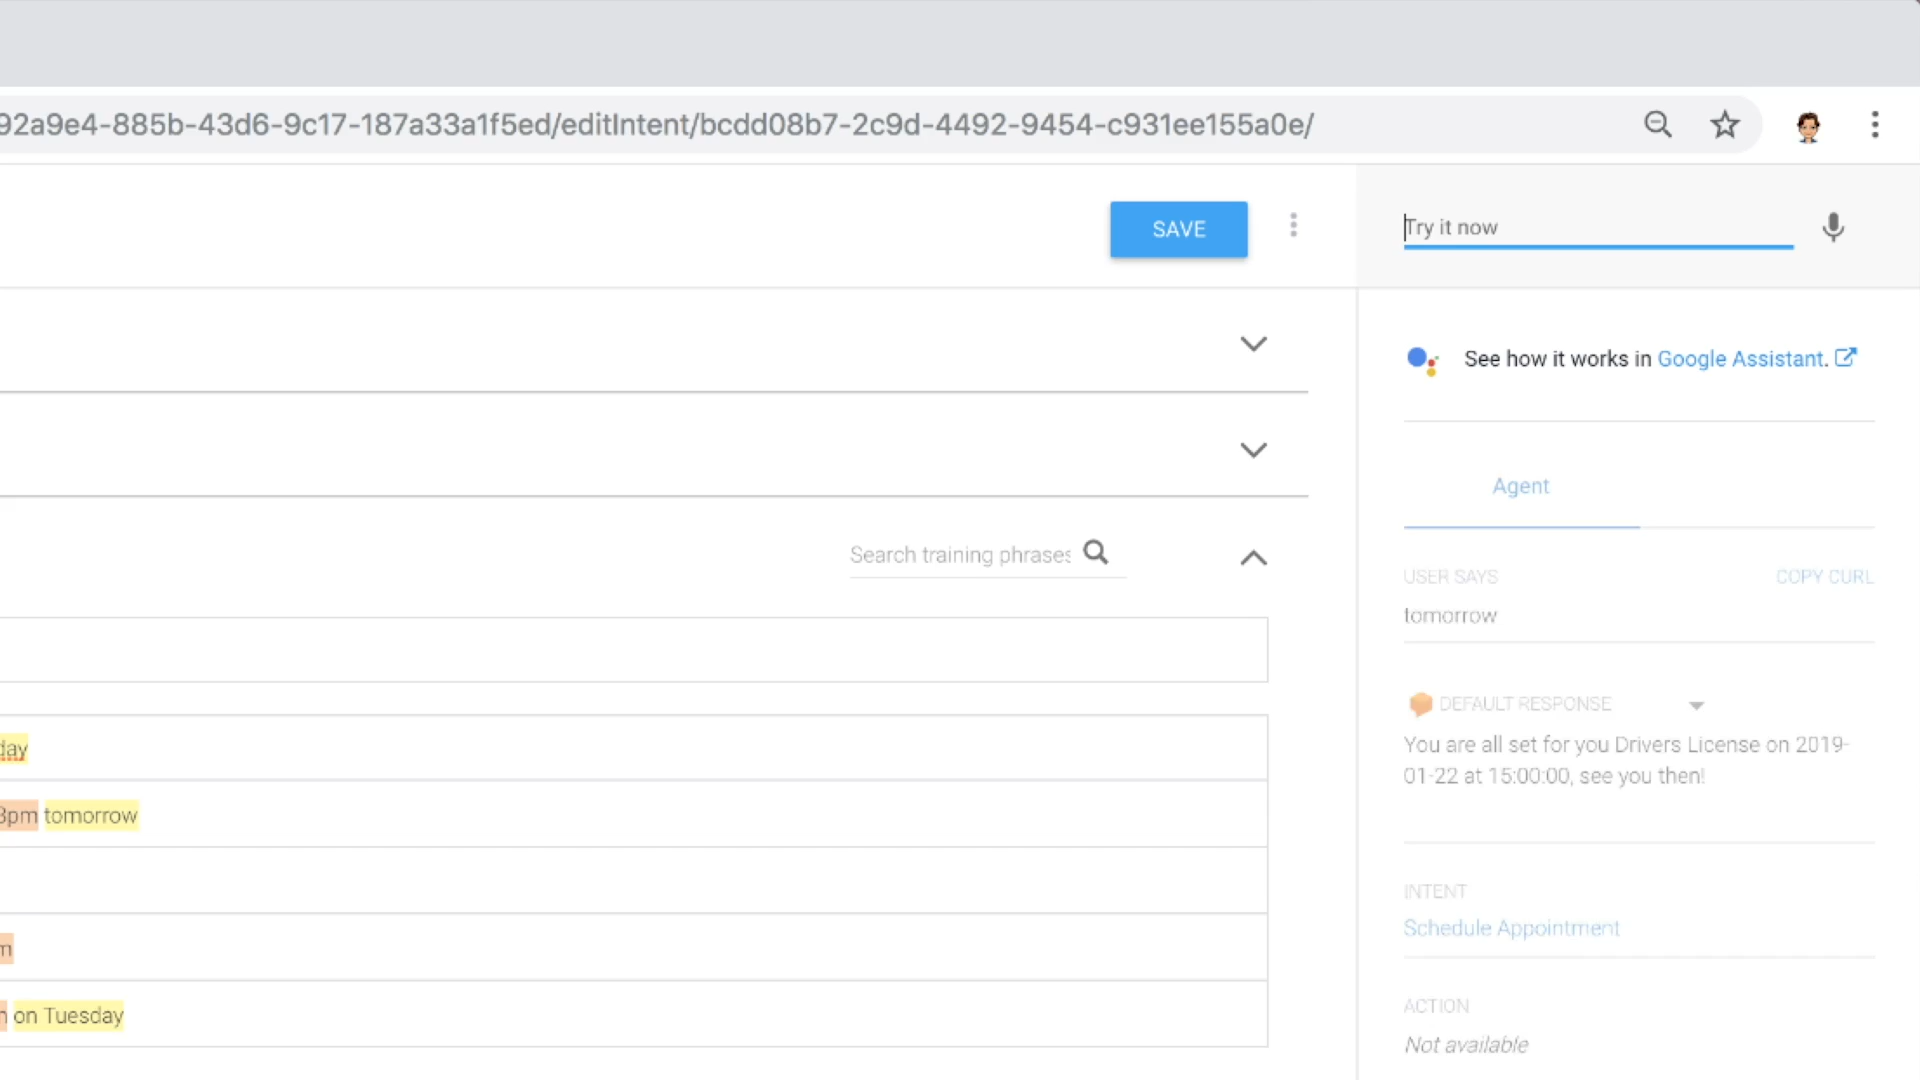 92a9e4-885b-43d6-9c17-187a33a1f5ed/editIntent/bcdd08b7-2c9d-4492-9454-c931ee155a0e/
SAVE
Try it now
See how it works in Google Assistant.
Agent
Search training phrases
USER SAYS
COPY CURL
tomorrow
DEFAULT RESPONSE
You are all set for you Drivers License on 2019-
01-22 at 15:00:00, see you then!
day
3pm tomorrow
INTENT
Schedule Appointment
m
on Tuesday
ACTION
Not available